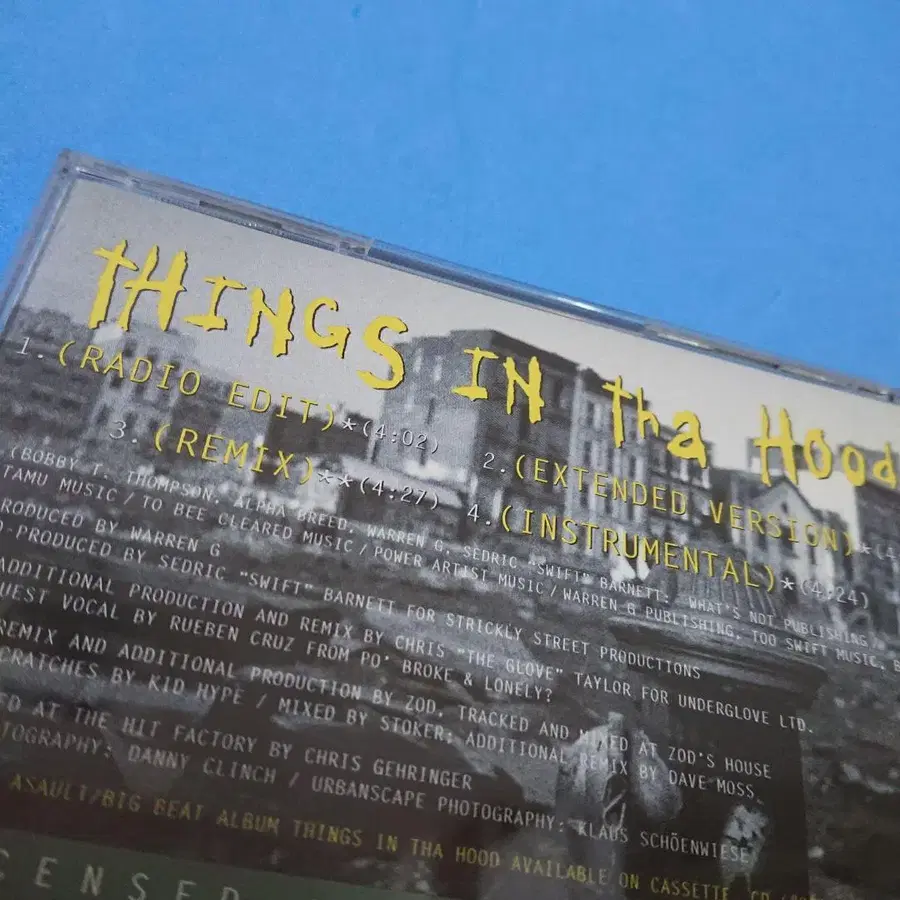 tHINGS IN tha Hood
1. (RADIO EDIT)*(4:02)
2. (EXTENDED VERSION)*
3. (REMIX)**(4:27)
4. (INSTRUMENTAL)*(4:24)
(BOBBY T. THOMPSON, ALPHA BREED, WARREN G, SEDRIC "SWIFT" BARNETT; WHAT'S NOT PUBLISHING
TAMU MUSIC / TO BEE CLEARED MUSIC / POWER ARTIST MUSIC / WARREN G PUBLISHING, TOO SWIFT MUSIC, B
RODUCED BY WARREN G
O-PRODUCED BY SEDRIC "SWIFT" BARNETT FOR STRICKLY STREET PRODUCTIONS
ADDITIONAL PRODUCTION AND REMIX BY CHRIS "THE GLOVE" TAYLOR FOR UNDERGLOVE LTD.
UEST VOCAL BY RUEBEN CRUZ FROM PO' BROKE & LONELY?
REMIX AND ADDITIONAL PRODUCTION BY ZOD, TRACKED AND MIXED AT ZOD'S HOUSE
CRATCHES BY KID HYPE / MIXED BY STOKER; ADDITIONAL REMIX BY DAVE MOSS.
ED AT THE HIT FACTORY BY CHRIS GEHRINGER
OTOGRAPHY: DANNY CLINCH / URBANSCAPE PHOTOGRAPHY: KLAUS SCHÖENWIESE
ASAULT/BIG BEAT ALBUM THINGS IN THA HOOD AVAILABLE ON CASSETTE, CD
CENSED